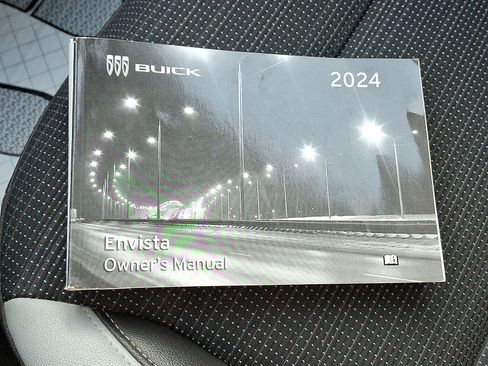 BUICK
2024
Envista
Owner's Manual